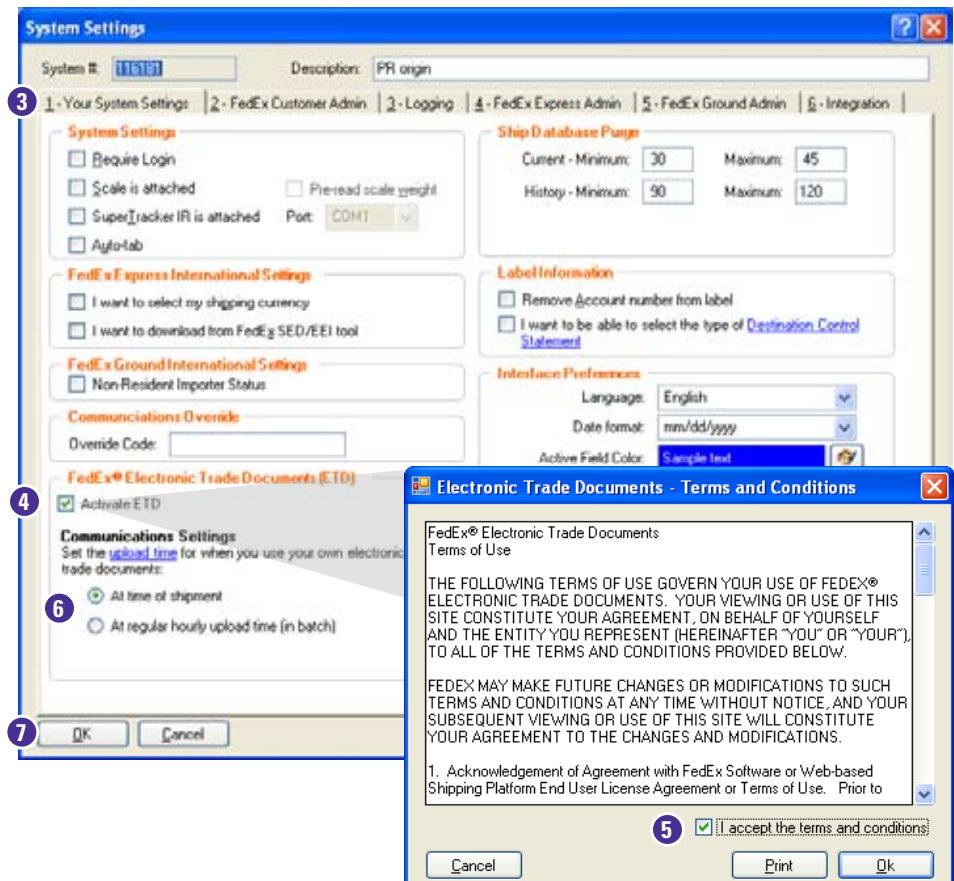 System Settings
System #: 115181 Description: PR origin
3
1 - Your System Settings 2 - FedEx Customer Admin 3 - Logging 4 - FedEx Express Admin 5 - FedEx Ground Admin 6 - Integration
System Settings
Require Login
Scale is attached Pre-read scale weight
SuperTracker IR is attached Port: COM1
Auto-tab
Ship Database Purge
Current - Minimum: 30 Maximum: 45
History - Minimum: 90 Maximum: 120
FedEx Express International Settings
I want to select my shipping currency
I want to download from FedEx SED/EEI tool
Label Information
Remove Account number from label
I want to be able to select the type of Destination Control
Statement
FedEx Ground International Settings
Non-Resident Importer Status
Communciations Override
Override Code:
Interface Preferences
Language: English
Date format: mm/dd/yyyy
Active Field Color: Sample text
FedEx® Electronic Trade Documents (ETD)
4
Activate ETD
Communications Settings
Set the upload time for when you use your own electronic
trade documents:
6
At time of shipment
At regular hourly upload time (in batch)
7
OK Cancel
Electronic Trade Documents - Terms and Conditions
FedEx® Electronic Trade Documents
Terms of Use
THE FOLLOWING TERMS OF USE GOVERN YOUR USE OF FEDEX®
ELECTRONIC TRADE DOCUMENTS. YOUR VIEWING OR USE OF THIS
SITE CONSTITUTE YOUR AGREEMENT, ON BEHALF OF YOURSELF
AND THE ENTITY YOU REPRESENT (HEREINAFTER "YOU" OR "YOUR"),
TO ALL OF THE TERMS AND CONDITIONS PROVIDED BELOW.
FEDEX MAY MAKE FUTURE CHANGES OR MODIFICATIONS TO SUCH
TERMS AND CONDITIONS AT ANY TIME WITHOUT NOTICE, AND YOUR
SUBSEQUENT VIEWING OR USE OF THIS SITE WILL CONSTITUTE
YOUR AGREEMENT TO THE CHANGES AND MODIFICATIONS.
1. Acknowledgement of Agreement with FedEx Software or Web-based
Shipping Platform End User License Agreement or Terms of Use. Prior to
5
I accept the terms and conditions
Cancel Print Ok